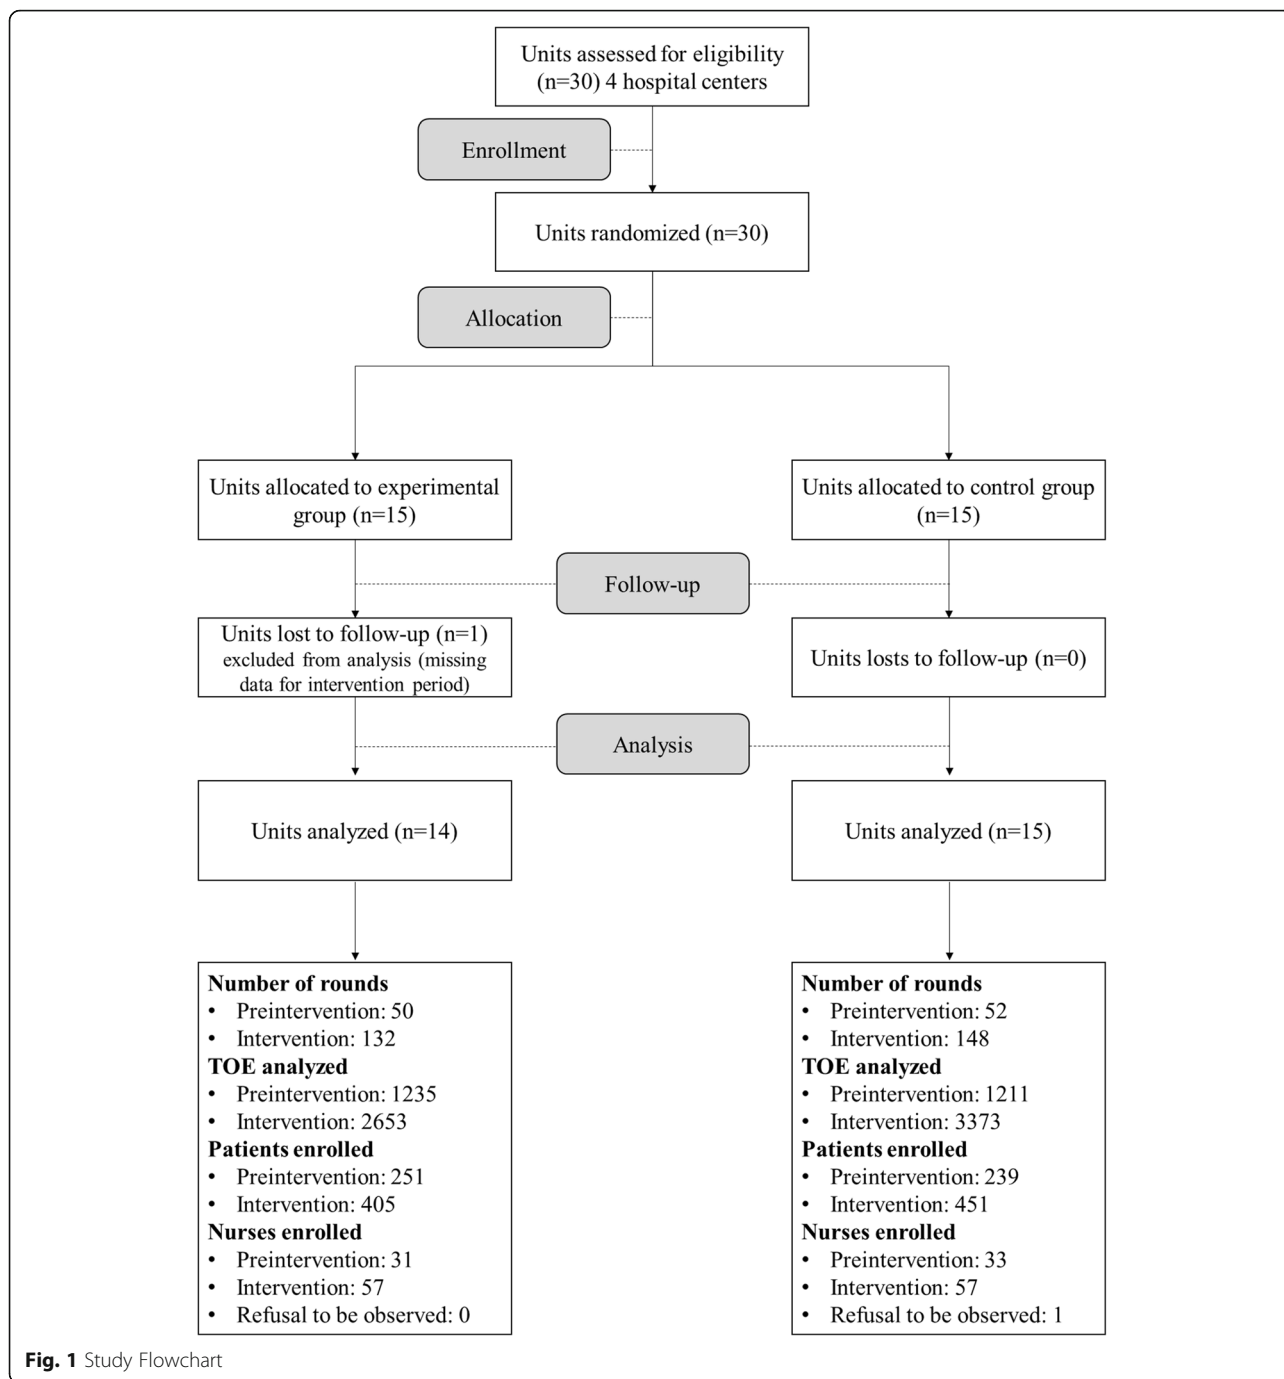 Units assessed for eligibility
(n=30) 4 hospital centers
Enrollment
Units randomized (n=30)
Allocation
Units allocated to experimental
group (n=15)
Units allocated to control group
(n=15)
Follow-up
Units lost to follow-up (n=1)
excluded from analysis (missing
data for intervention period)
Units losts to follow-up (n=0)
Analysis
Units analyzed (n=14)
Units analyzed (n=15)
Number of rounds
• Preintervention: 50
• Intervention: 132
TOE analyzed
• Preintervention: 1235
• Intervention: 2653
Patients enrolled
• Preintervention: 251
• Intervention: 405
Nurses enrolled
• Preintervention: 31
• Intervention: 57
• Refusal to be observed: 0
Number of rounds
• Preintervention: 52
• Intervention: 148
TOE analyzed
• Preintervention: 1211
• Intervention: 3373
Patients enrolled
• Preintervention: 239
• Intervention: 451
Nurses enrolled
• Preintervention: 33
• Intervention: 57
• Refusal to be observed: 1
Fig. 1 Study Flowchart